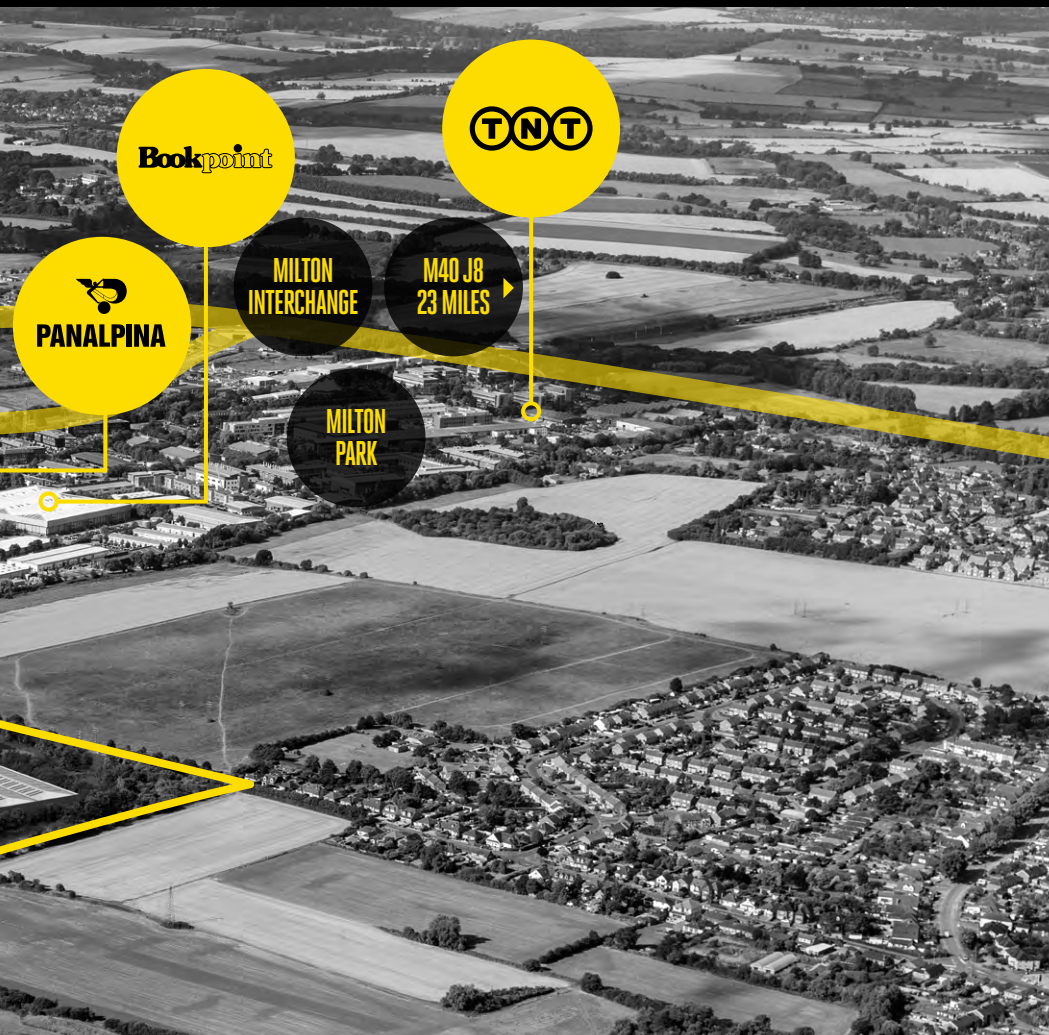 TNT
Bookpoint
MILTON
INTERCHANGE
M40 J8
23 MILES
PANALPINA
MILTON
PARK